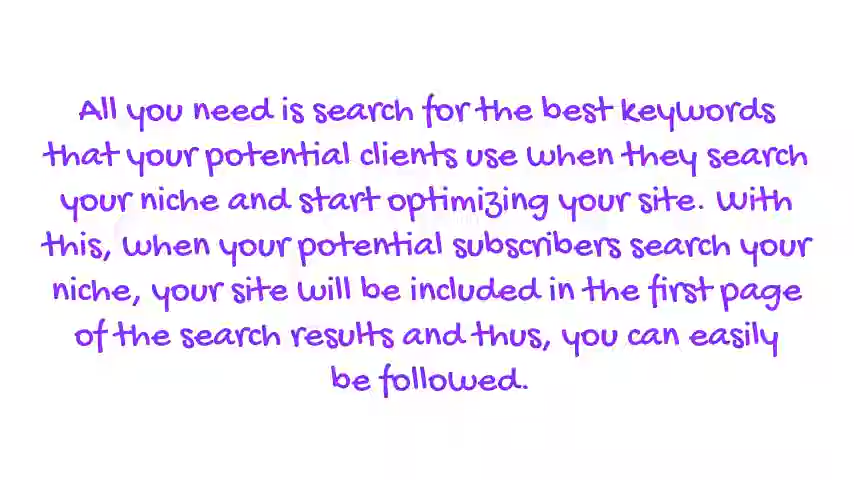 All you need is search for the best keywords
that your potential clients use when they search
your niche and start optimizing your site. With
this, when your potential subscribers search your
niche, your site will be included in the first page
of the search results and thus, you can easily
be followed.